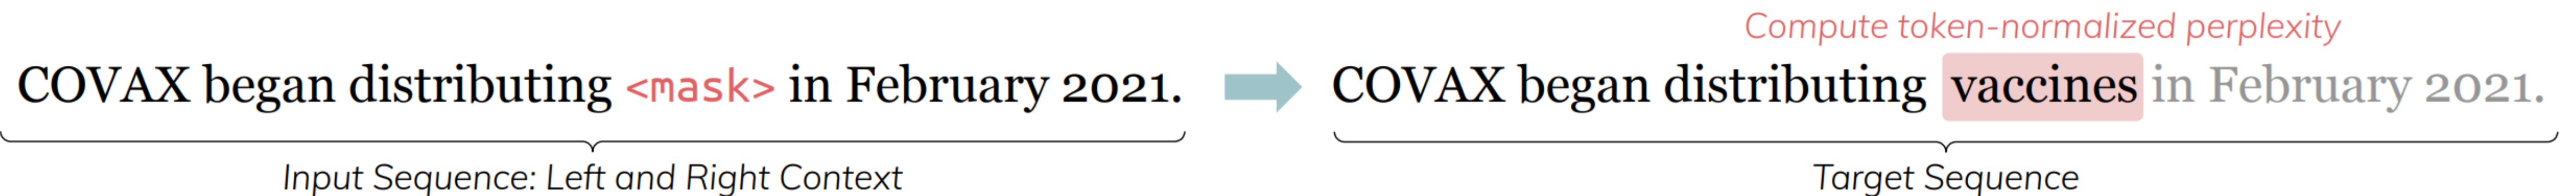 Compute token-normalized perplexity
COVAX began distributing <mask> in February 2021.
COVAX began distributing vaccines in February 2021.
Input Sequence: Left and Right Context
Target Sequence